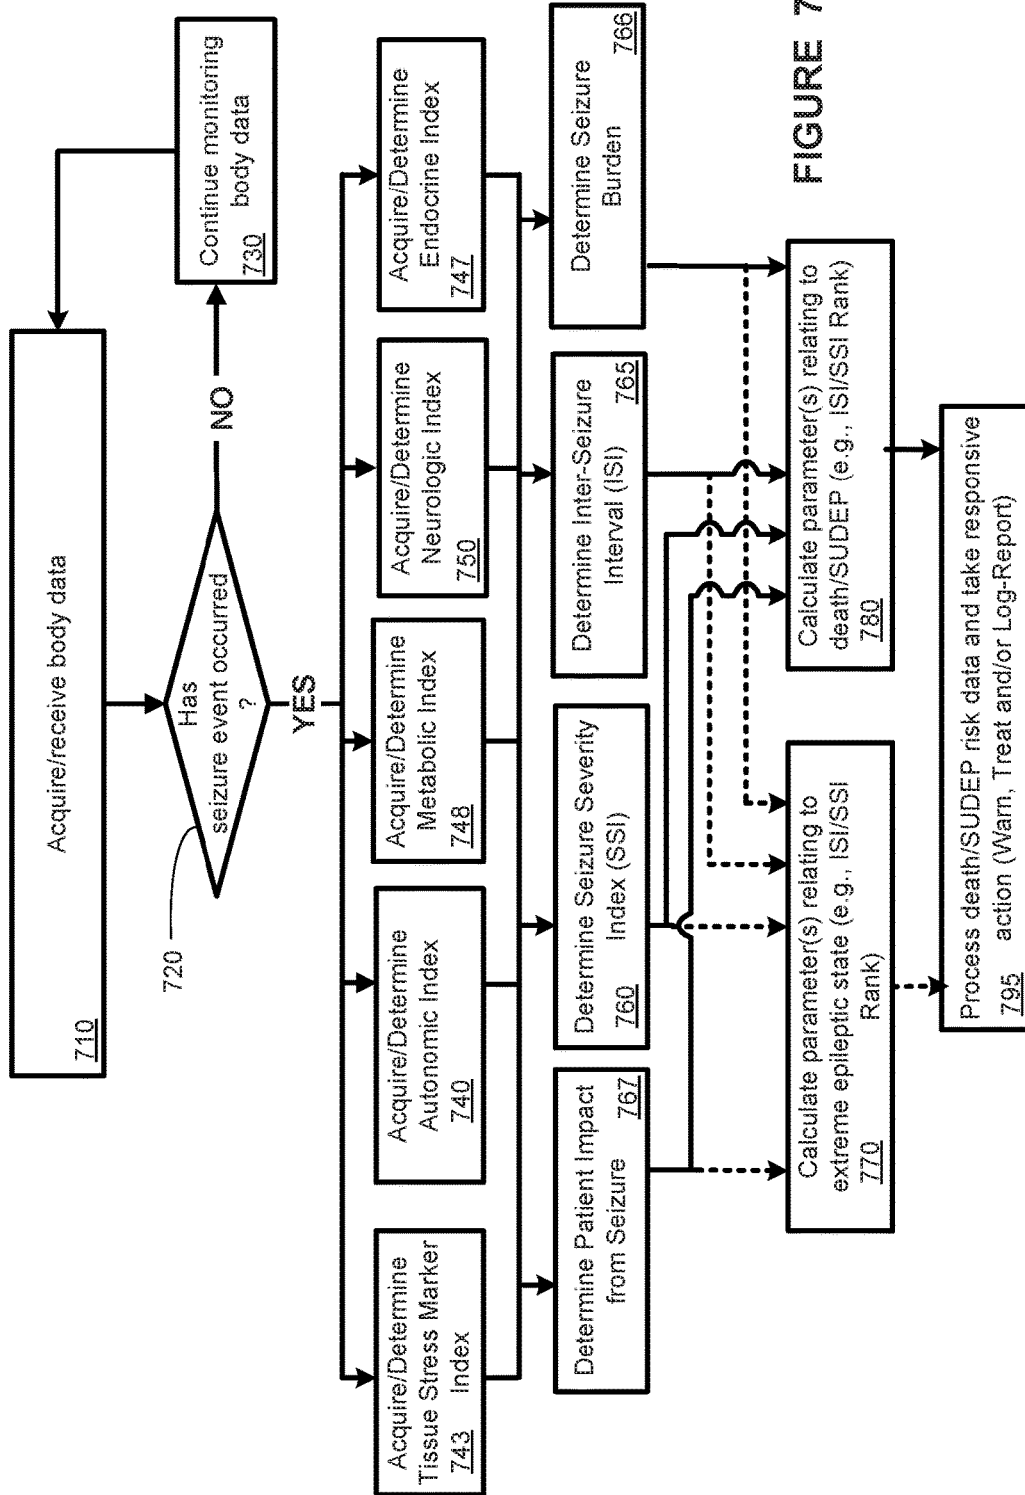 Acquire/receive body data
710
Has
seizure event occurred
?
720
NO
Continue monitoring
body data
730
YES
Acquire/Determine
Tissue Stress Marker
Index
743
Acquire/Determine
Autonomic Index
740
Acquire/Determine
Metabolic Index
748
Acquire/Determine
Neurologic Index
750
Acquire/Determine
Endocrine Index
747
Determine Patient Impact
from Seizure
767
Determine Seizure Severity
Index (SSI)
760
Determine Inter-Seizure
Interval (ISI)
765
Determine Seizure
Burden
766
Calculate parameter(s) relating to
extreme epileptic state (e.g., ISI/SSI
Rank)
770
Calculate parameter(s) relating to
death/SUDEP (e.g., ISI/SSI Rank)
780
Process death/SUDEP risk data and take responsive
action (Warn, Treat and/or Log-Report)
795
FIGURE 7